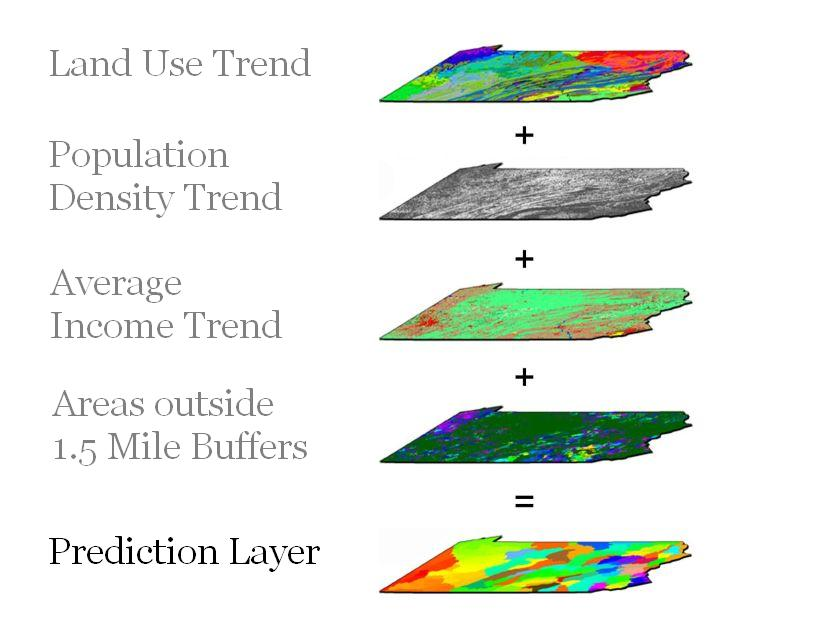 Land Use Trend
+
Population
Density Trend
+
Average
Income Trend
+
Areas outside
1.5 Mile Buffers
=
Prediction Layer